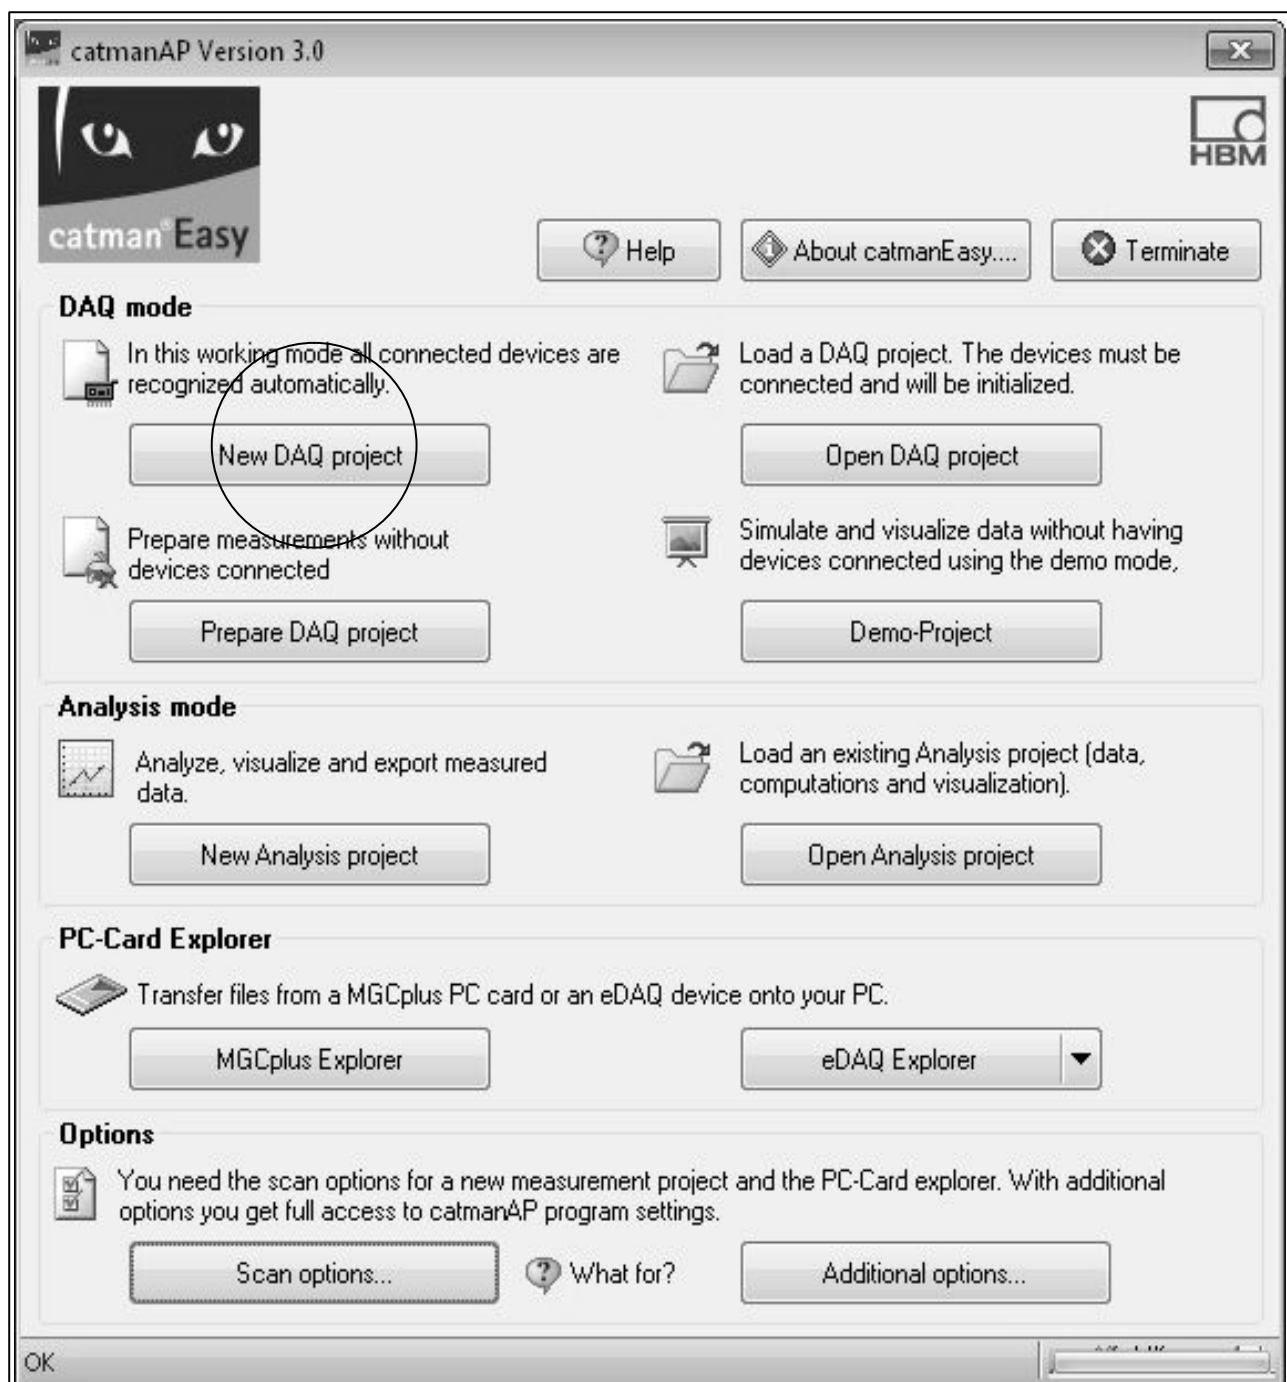 catmanAP Version 3.0
HBM
catman®Easy
Help
About catmanEasy....
Terminate
DAQ mode
In this working mode all connected devices are
recognized automatically.
New DAQ project
Load a DAQ project. The devices must be
connected and will be initialized.
Open DAQ project
Prepare measurements without
devices connected
Prepare DAQ project
Simulate and visualize data without having
devices connected using the demo mode,
Demo-Project
Analysis mode
Analyze, visualize and export measured
data.
New Analysis project
Load an existing Analysis project (data,
computations and visualization).
Open Analysis project
PC-Card Explorer
Transfer files from a MGCplus PC card or an eDAQ device onto your PC.
MGCplus Explorer
eDAQ Explorer
Options
You need the scan options for a new measurement project and the PC-Card explorer. With additional
options you get full access to catmanAP program settings.
Scan options...
What for?
Additional options...
OK